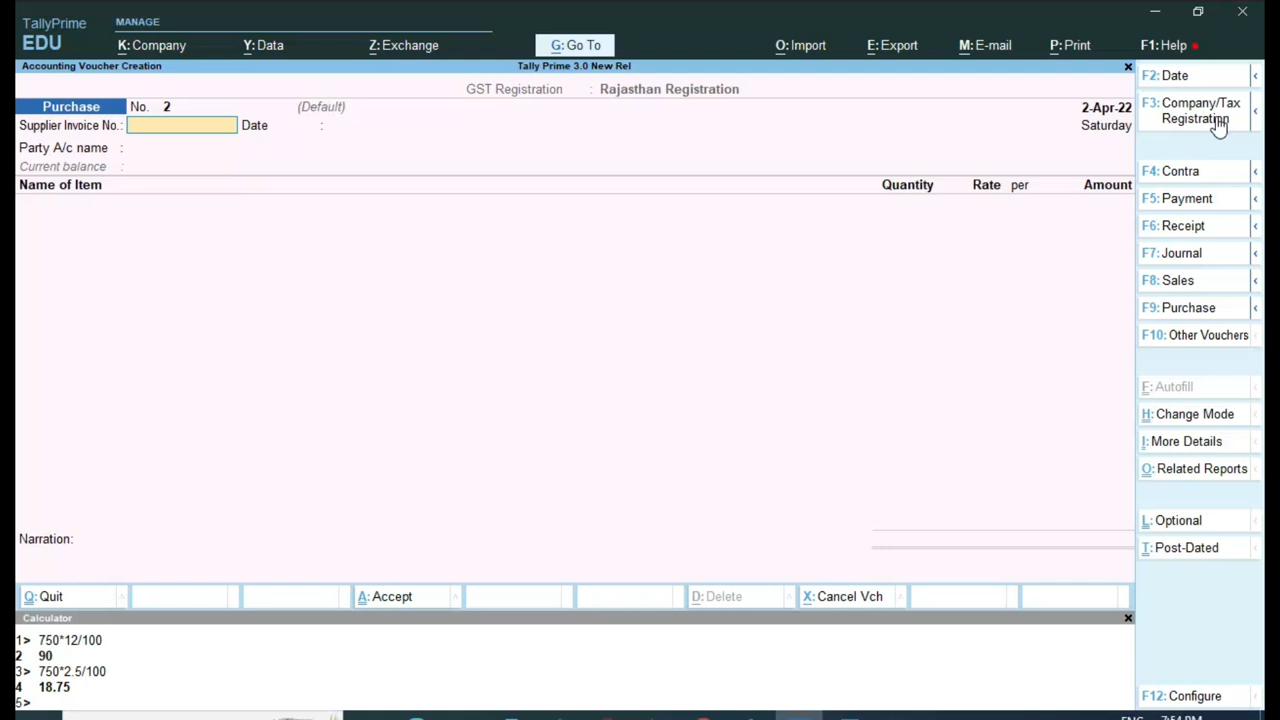 TallyPrime
EDU
MANAGE
K: Company
Y: Data
Z: Exchange
G: Go To
O: Import
E: Export
M: E-mail
P: Print
F1: Help
Accounting Voucher Creation
Tally Prime 3.0 New Rel
GST Registration : Rajasthan Registration
Purchase No. 2 (Default) 2-Apr-22
Supplier Invoice No.: Date : Saturday
Party A/c name :
Current balance :
Name of Item Quantity Rate per Amount
Narration:
Q: Quit
A: Accept
D: Delete
X: Cancel Vch
F2: Date
F3: Company/Tax
Registration
F4: Contra
F5: Payment
F6: Receipt
F7: Journal
F8: Sales
F9: Purchase
F10: Other Vouchers
F: Autofill
H: Change Mode
I: More Details
O: Related Reports
L: Optional
T: Post-Dated
F12: Configure
Calculator
1> 750*12/100
2 90
3> 750*2.5/100
4 18.75
5>
ENG 7:54 PM